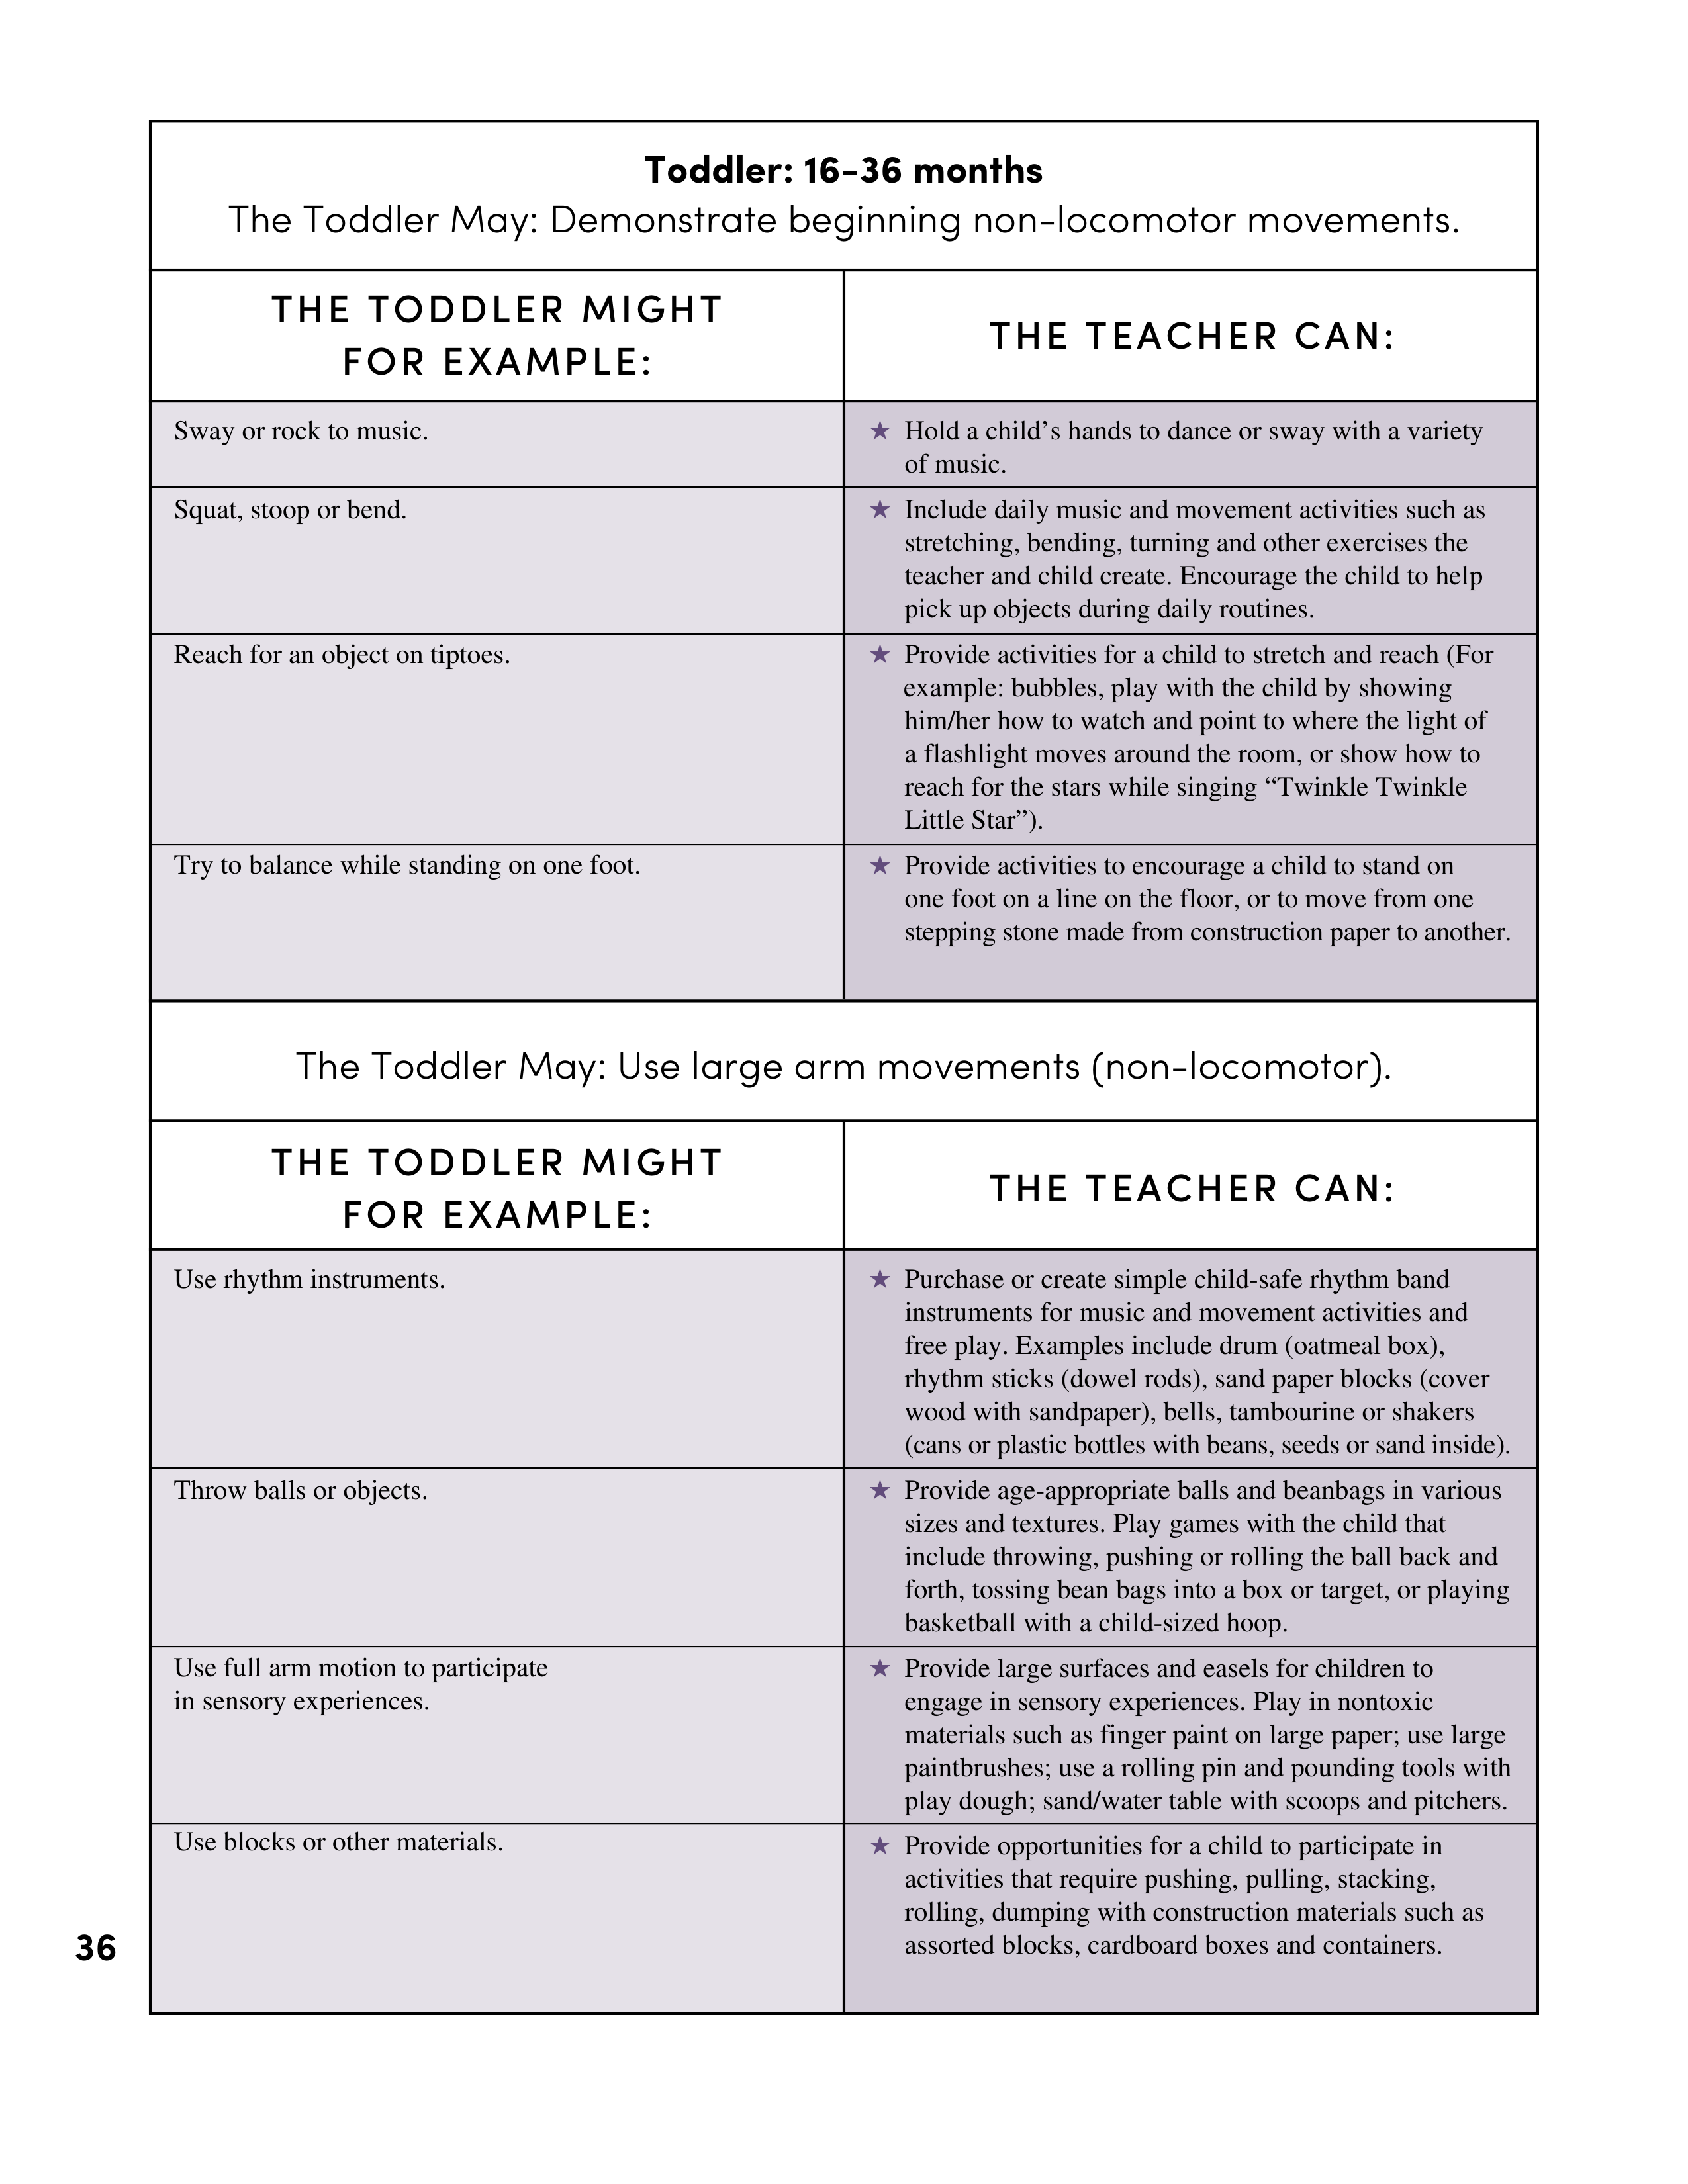 Toddler: 16-36 months
The Toddler May: Demonstrate beginning non-locomotor movements.
THE TODDLER MIGHT
FOR EXAMPLE:
THE TEACHER CAN:
Sway or rock to music.
★ Hold a child’s hands to dance or sway with a variety
of music.
Squat, stoop or bend.
★ Include daily music and movement activities such as
stretching, bending, turning and other exercises the
teacher and child create. Encourage the child to help
pick up objects during daily routines.
Reach for an object on tiptoes.
★ Provide activities for a child to stretch and reach (For
example: bubbles, play with the child by showing
him/her how to watch and point to where the light of
a flashlight moves around the room, or show how to
reach for the stars while singing “Twinkle Twinkle
Little Star”).
Try to balance while standing on one foot.
★ Provide activities to encourage a child to stand on
one foot on a line on the floor, or to move from one
stepping stone made from construction paper to another.
The Toddler May: Use large arm movements (non-locomotor).
THE TODDLER MIGHT
FOR EXAMPLE:
THE TEACHER CAN:
Use rhythm instruments.
★ Purchase or create simple child-safe rhythm band
instruments for music and movement activities and
free play. Examples include drum (oatmeal box),
rhythm sticks (dowel rods), sand paper blocks (cover
wood with sandpaper), bells, tambourine or shakers
(cans or plastic bottles with beans, seeds or sand inside).
Throw balls or objects.
★ Provide age-appropriate balls and beanbags in various
sizes and textures. Play games with the child that
include throwing, pushing or rolling the ball back and
forth, tossing bean bags into a box or target, or playing
basketball with a child-sized hoop.
Use full arm motion to participate
in sensory experiences.
★ Provide large surfaces and easels for children to
engage in sensory experiences. Play in nontoxic
materials such as finger paint on large paper; use large
paintbrushes; use a rolling pin and pounding tools with
play dough; sand/water table with scoops and pitchers.
Use blocks or other materials.
★ Provide opportunities for a child to participate in
activities that require pushing, pulling, stacking,
rolling, dumping with construction materials such as
assorted blocks, cardboard boxes and containers.
36